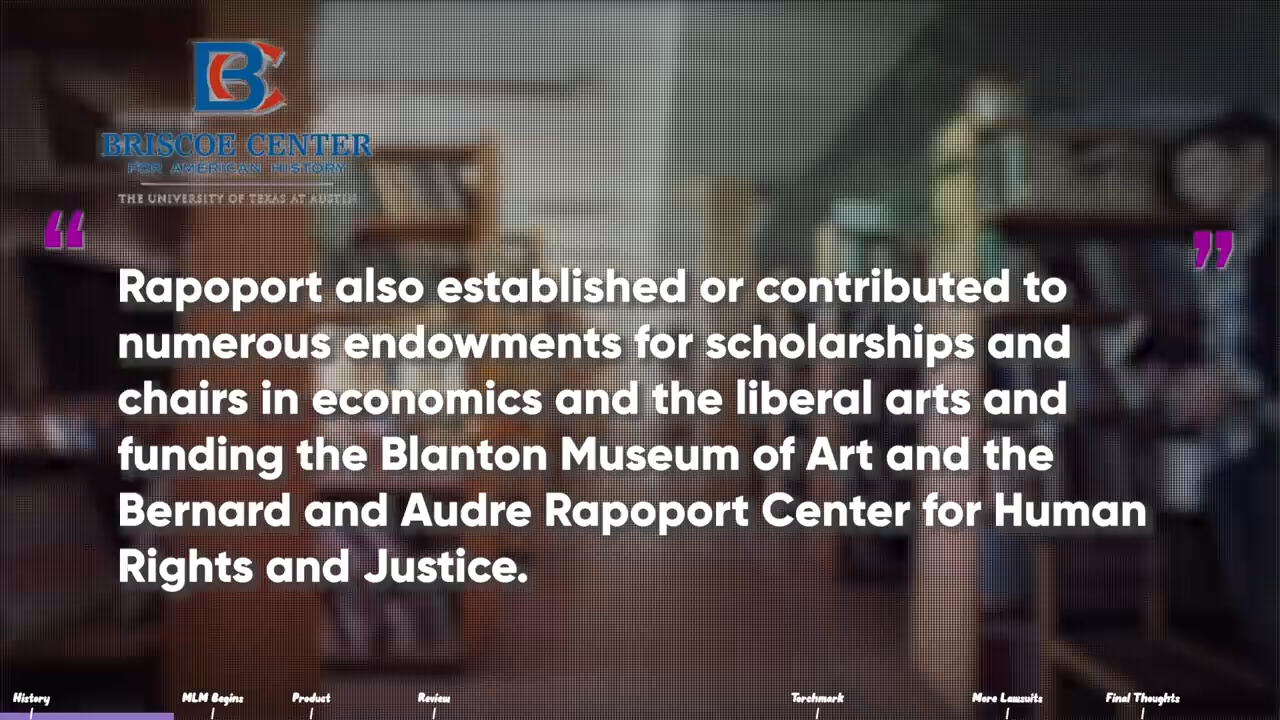 BRISCOE CENTER
FOR AMERICAN HISTORY
THE UNIVERSITY OF TEXAS AT AUSTIN
“ ”
Rapoport also established or contributed to
numerous endowments for scholarships and
chairs in economics and the liberal arts and
funding the Blanton Museum of Art and the
Bernard and Audre Rapoport Center for Human
Rights and Justice.
History MLM Begins Product Review Torchmark More Lawsuits Final Thoughts